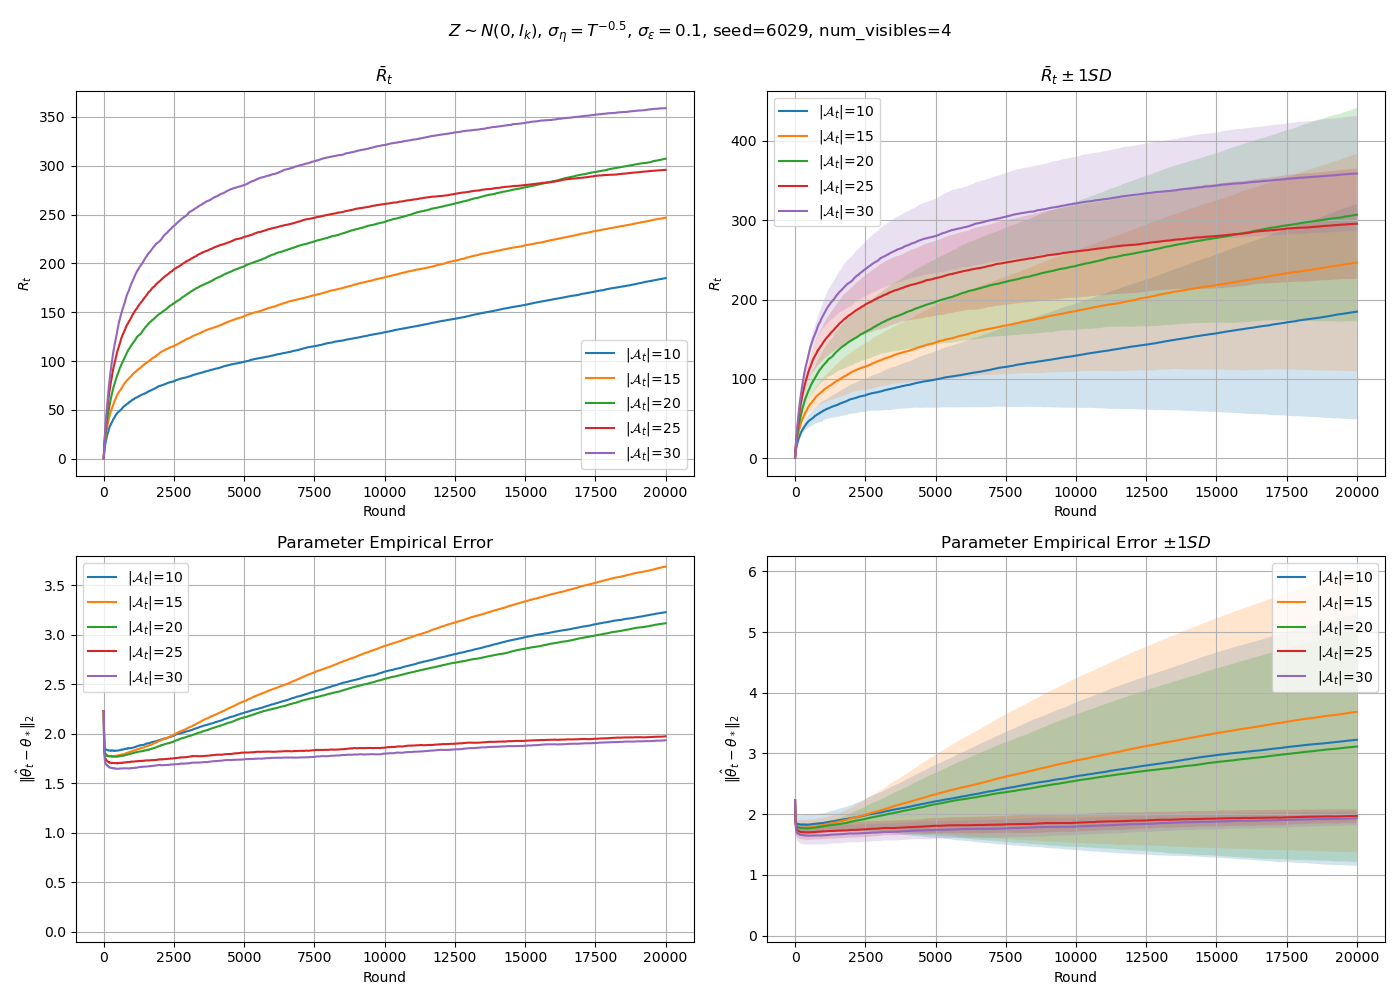 Z ∼ N(0, I_k), σ_η = T^{−0.5}, σ_ε = 0.1, seed=6029, num_visibles=4
R̄_t
R_t
350
300
250
200
150
100
50
0
|𝒜_t|=10
|𝒜_t|=15
|𝒜_t|=20
|𝒜_t|=25
|𝒜_t|=30
0 2500 5000 7500 10000 12500 15000 17500 20000
Round
R̄_t ± 1SD
R_t
400
300
200
100
0
|𝒜_t|=10
|𝒜_t|=15
|𝒜_t|=20
|𝒜_t|=25
|𝒜_t|=30
0 2500 5000 7500 10000 12500 15000 17500 20000
Round
Parameter Empirical Error
‖θ̂_t − θ_*‖_2
3.5
3.0
2.5
2.0
1.5
1.0
0.5
0.0
|𝒜_t|=10
|𝒜_t|=15
|𝒜_t|=20
|𝒜_t|=25
|𝒜_t|=30
0 2500 5000 7500 10000 12500 15000 17500 20000
Round
Parameter Empirical Error ±1SD
‖θ̂_t − θ_*‖_2
6
5
4
3
2
1
0
|𝒜_t|=10
|𝒜_t|=15
|𝒜_t|=20
|𝒜_t|=25
|𝒜_t|=30
0 2500 5000 7500 10000 12500 15000 17500 20000
Round